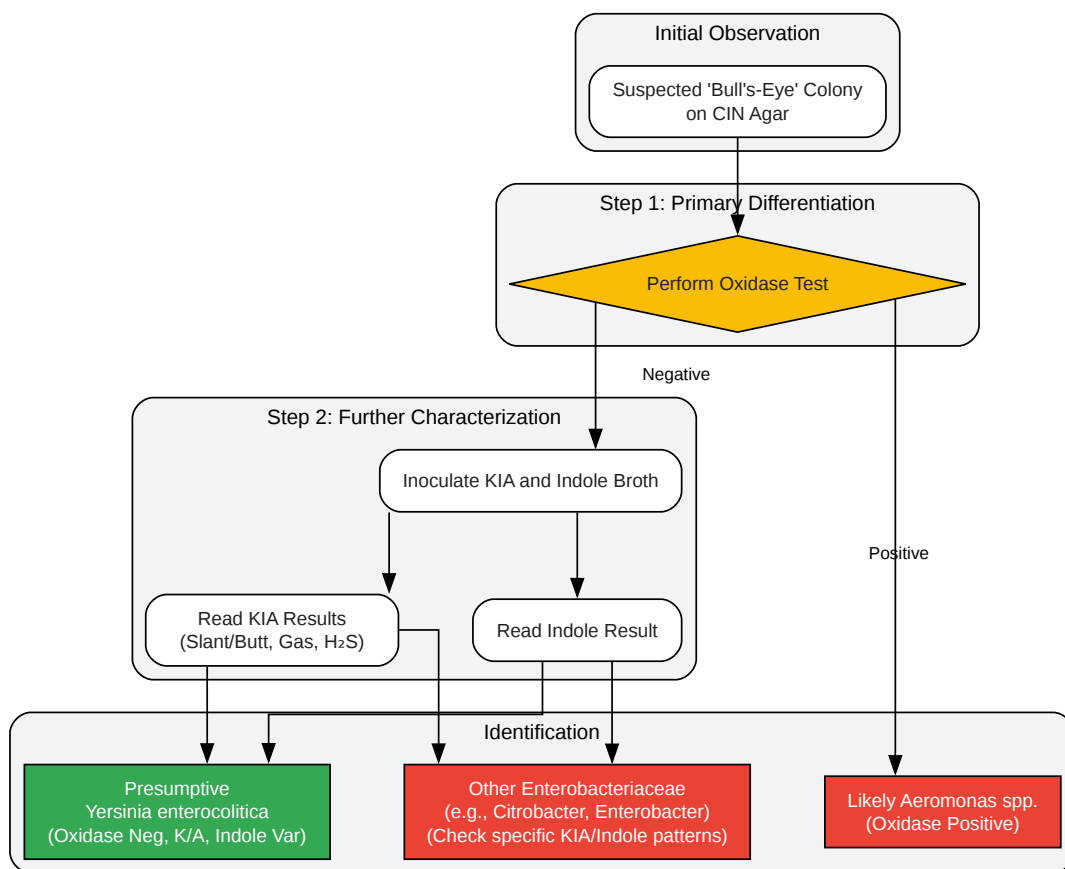 Initial Observation
Suspected 'Bull's-Eye' Colony
on CIN Agar
Step 1: Primary Differentiation
Perform Oxidase Test
Negative
Step 2: Further Characterization
Inoculate KIA and Indole Broth
Positive
Read KIA Results
(Slant/Butt, Gas, H₂S)
Read Indole Result
Identification
Presumptive
Yersinia enterocolitica
(Oxidase Neg, K/A, Indole Var)
Other Enterobacteriaceae
(e.g., Citrobacter, Enterobacter)
(Check specific KIA/Indole patterns)
Likely Aeromonas spp.
(Oxidase Positive)